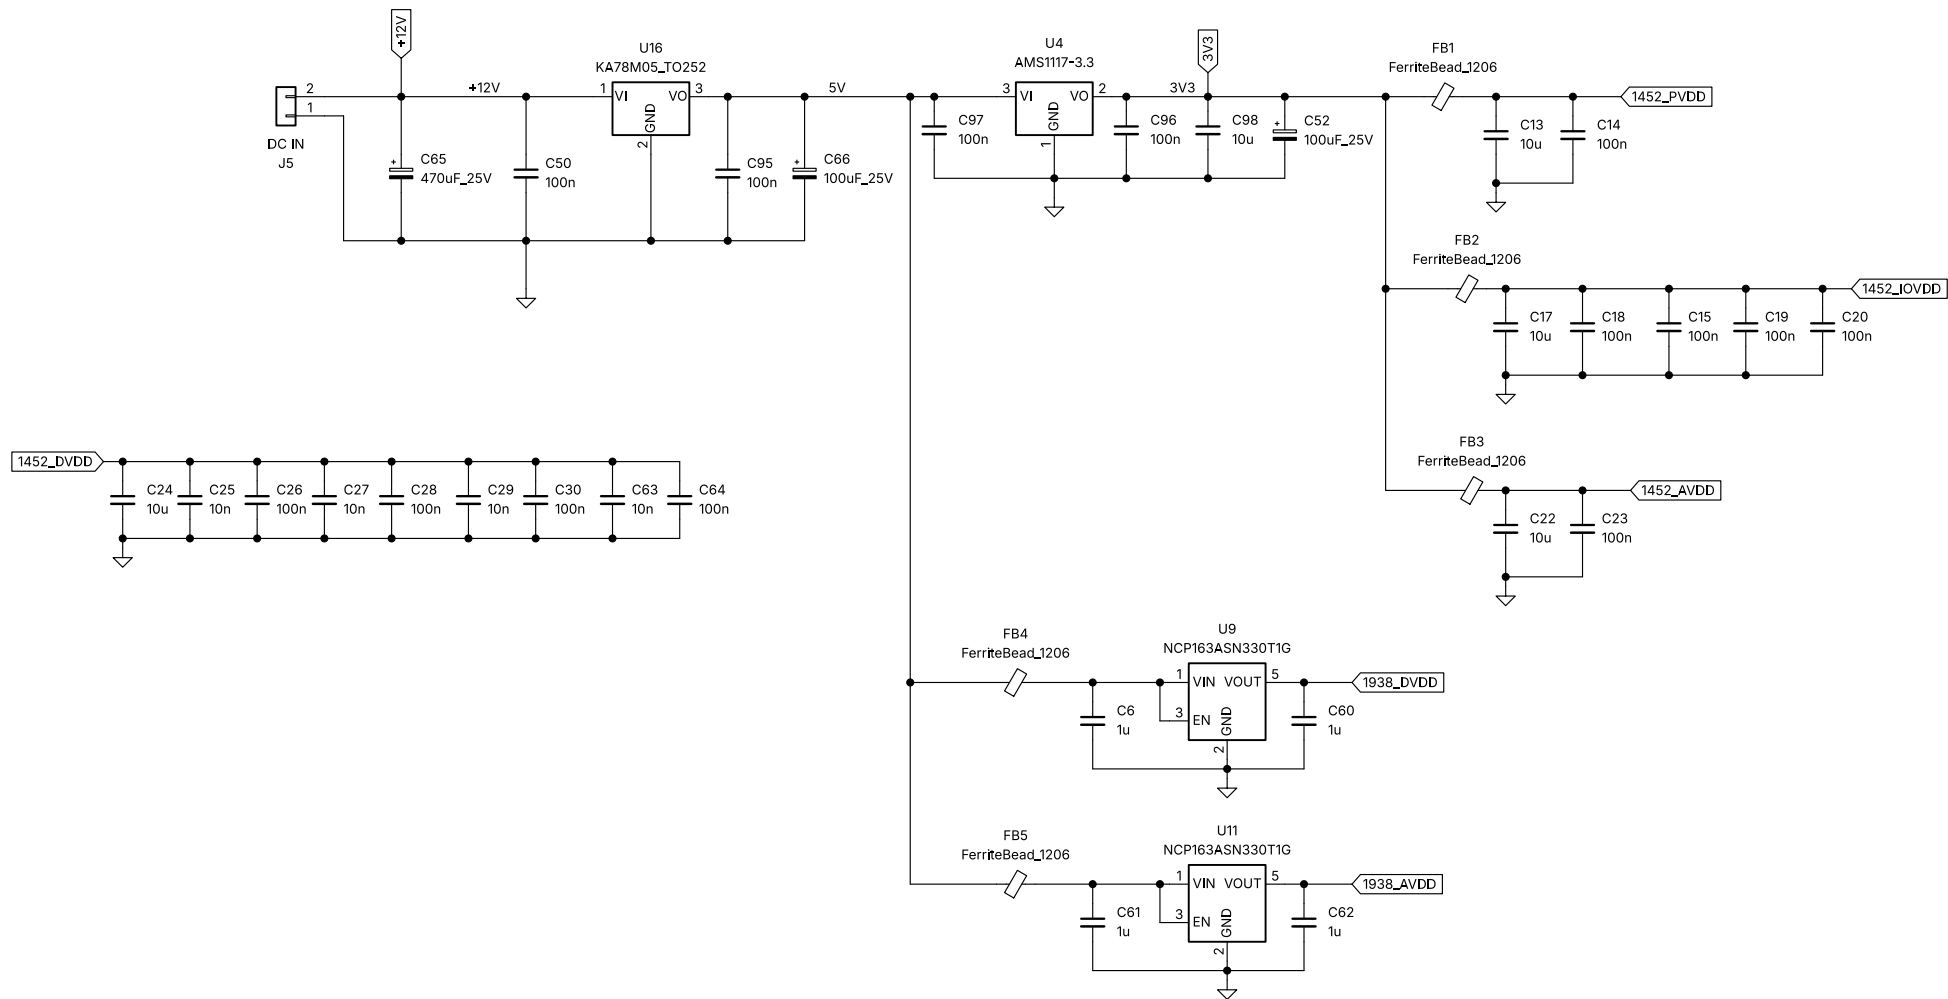 +12V
U16
KA78M05_TO252
2
1
DC IN
J5
+12V
1
VI
VO
3
GND
2
C65
470uF_25V
C50
100n
C95
100n
C66
100uF_25V
+
+
5V
U4
AMS1117-3.3
3
VI
VO
2
GND
1
C97
100n
3V3
3V3
C96
100n
C98
10u
+
C52
100uF_25V
FB1
FerriteBead_1206
1452_PVDD
C13
10u
C14
100n
FB2
FerriteBead_1206
1452_IOVDD
C17
10u
C18
100n
C15
100n
C19
100n
C20
100n
FB3
FerriteBead_1206
1452_AVDD
C22
10u
C23
100n
1452_DVDD
C24
10u
C25
10n
C26
100n
C27
10n
C28
100n
C29
10n
C30
100n
C63
10n
C64
100n
FB4
FerriteBead_1206
U9
NCP163ASN330T1G
1
VIN
VOUT
5
3
EN
GND
2
C6
1u
C60
1u
1938_DVDD
FB5
FerriteBead_1206
U11
NCP163ASN330T1G
1
VIN
VOUT
5
3
EN
GND
2
C61
1u
C62
1u
1938_AVDD